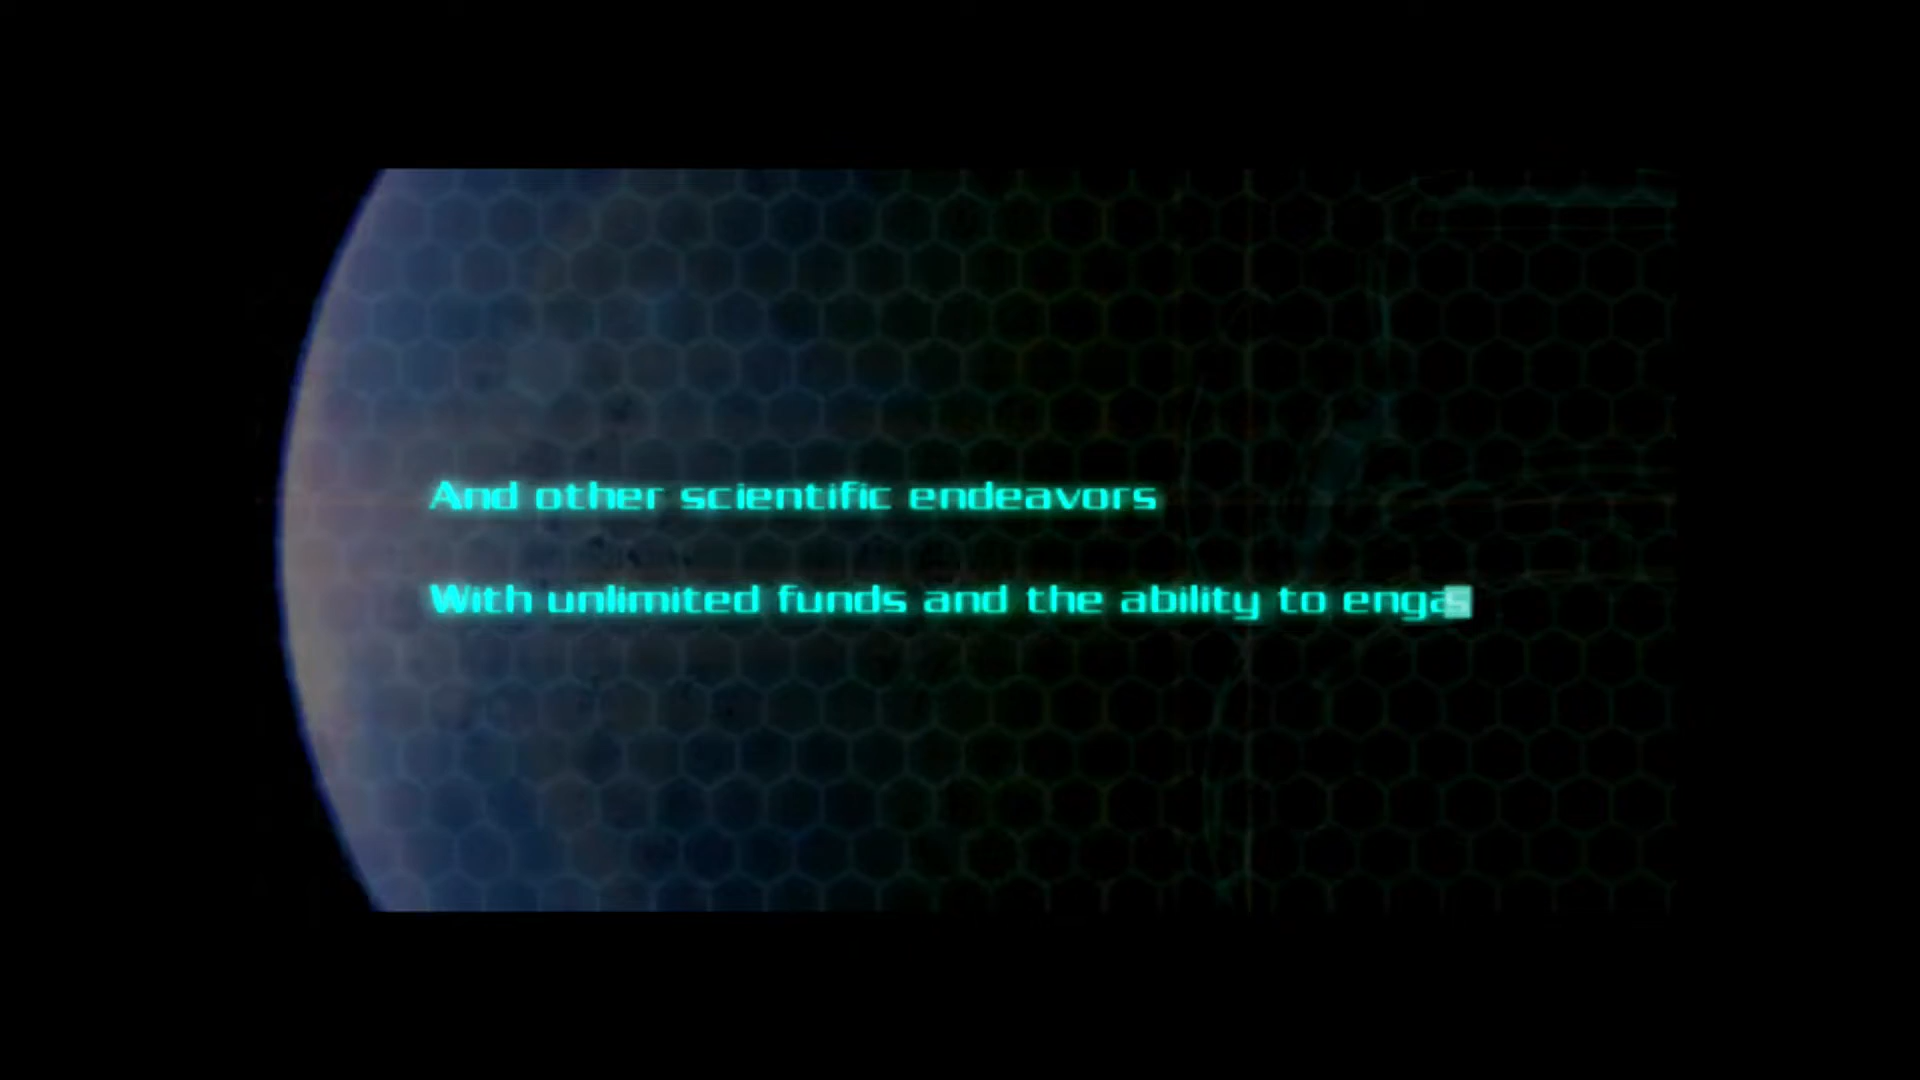 And other scientific endeavors
With unlimited funds and the ability to enga